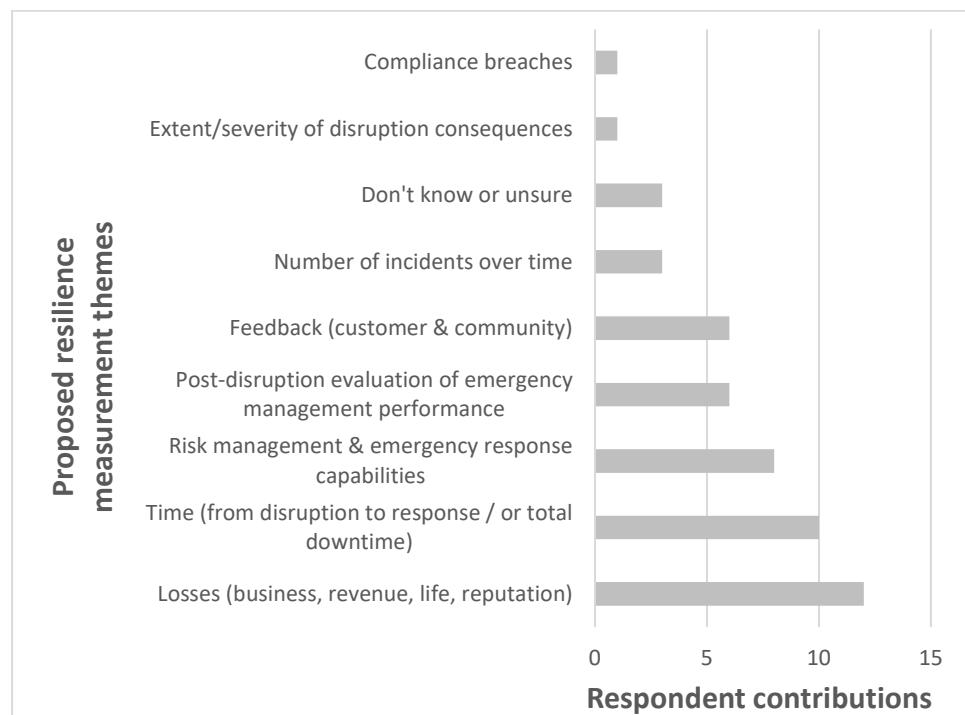 Proposed resilience
measurement themes
Compliance breaches
Extent/severity of disruption consequences
Don't know or unsure
Number of incidents over time
Feedback (customer & community)
Post-disruption evaluation of emergency
management performance
Risk management & emergency response
capabilities
Time (from disruption to response / or total
downtime)
Losses (business, revenue, life, reputation)
0 5 10 15
Respondent contributions